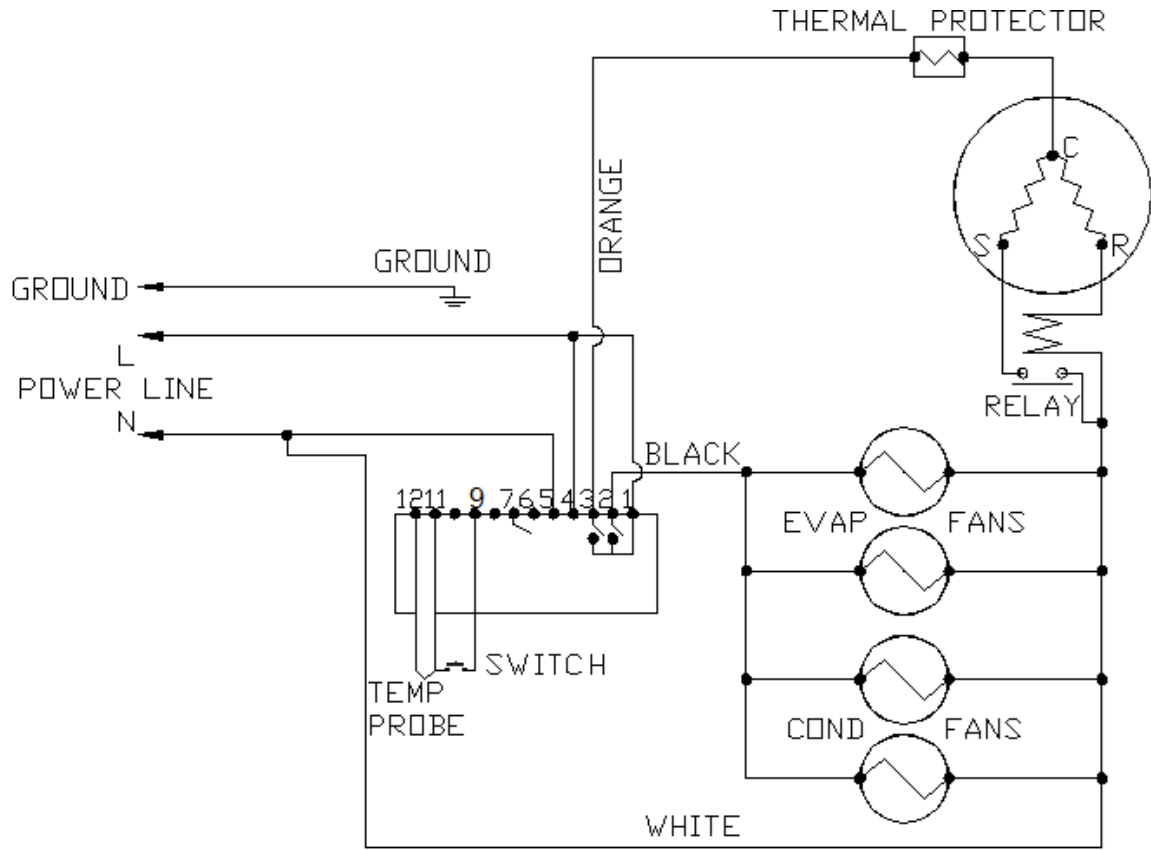 THERMAL PROTECTOR
C
ORANGE
S
R
GROUND
GROUND
L
POWER LINE
N
RELAY
BLACK
12 11 9 7 6 5 4 3 2 1
EVAP FANS
SWITCH
TEMP
PROBE
COND FANS
WHITE